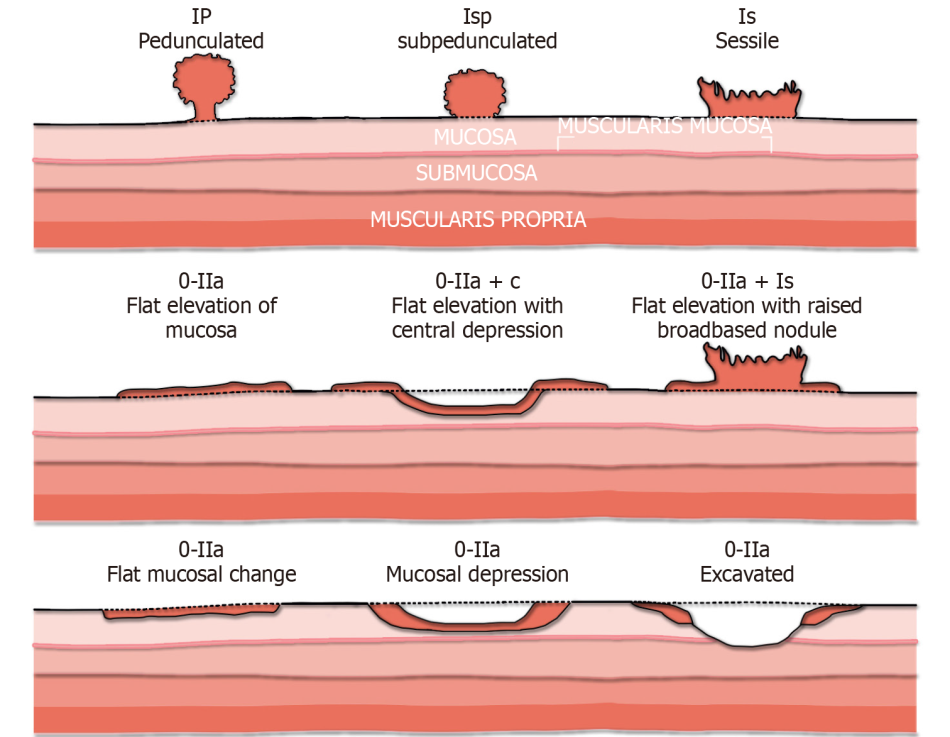 IP
Pedunculated
Isp
subpedunculated
Is
Sessile
MUCOSA
MUSCULARIS MUCOSA
SUBMUCOSA
MUSCULARIS PROPRIA
0-IIa
Flat elevation of
mucosa
0-IIa + c
Flat elevation with
central depression
0-IIa + Is
Flat elevation with raised
broadbased nodule
0-IIa
Flat mucosal change
0-IIa
Mucosal depression
0-IIa
Excavated